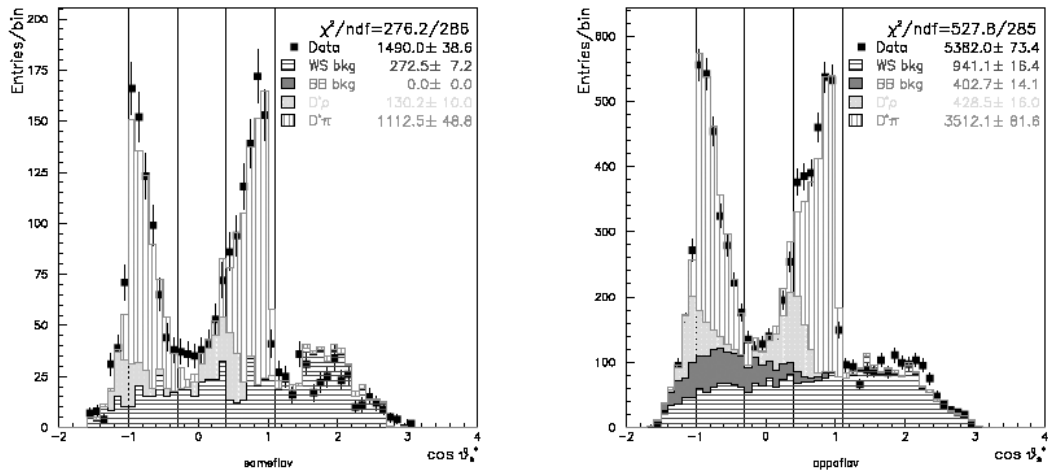 Entries/bin
200
175
150
125
100
75
50
25
0
χ²/ndf=276.2/286
Data 1490.0± 38.6
WS bkg 272.5± 7.2
BB bkg 0.0± 0.0
D*ρ 130.2± 10.0
D*π 1112.5± 48.8
-2 -1 0 1 2 3 4
sameflav
Entries/bin
600
500
400
300
200
100
0
χ²/ndf=527.8/285
Data 5382.0± 73.4
WS bkg 941.1± 16.4
BB bkg 402.7± 14.1
D*ρ 428.5± 16.0
D*π 3512.1± 81.6
-2 -1 0 1 2 3 4
oppoflav